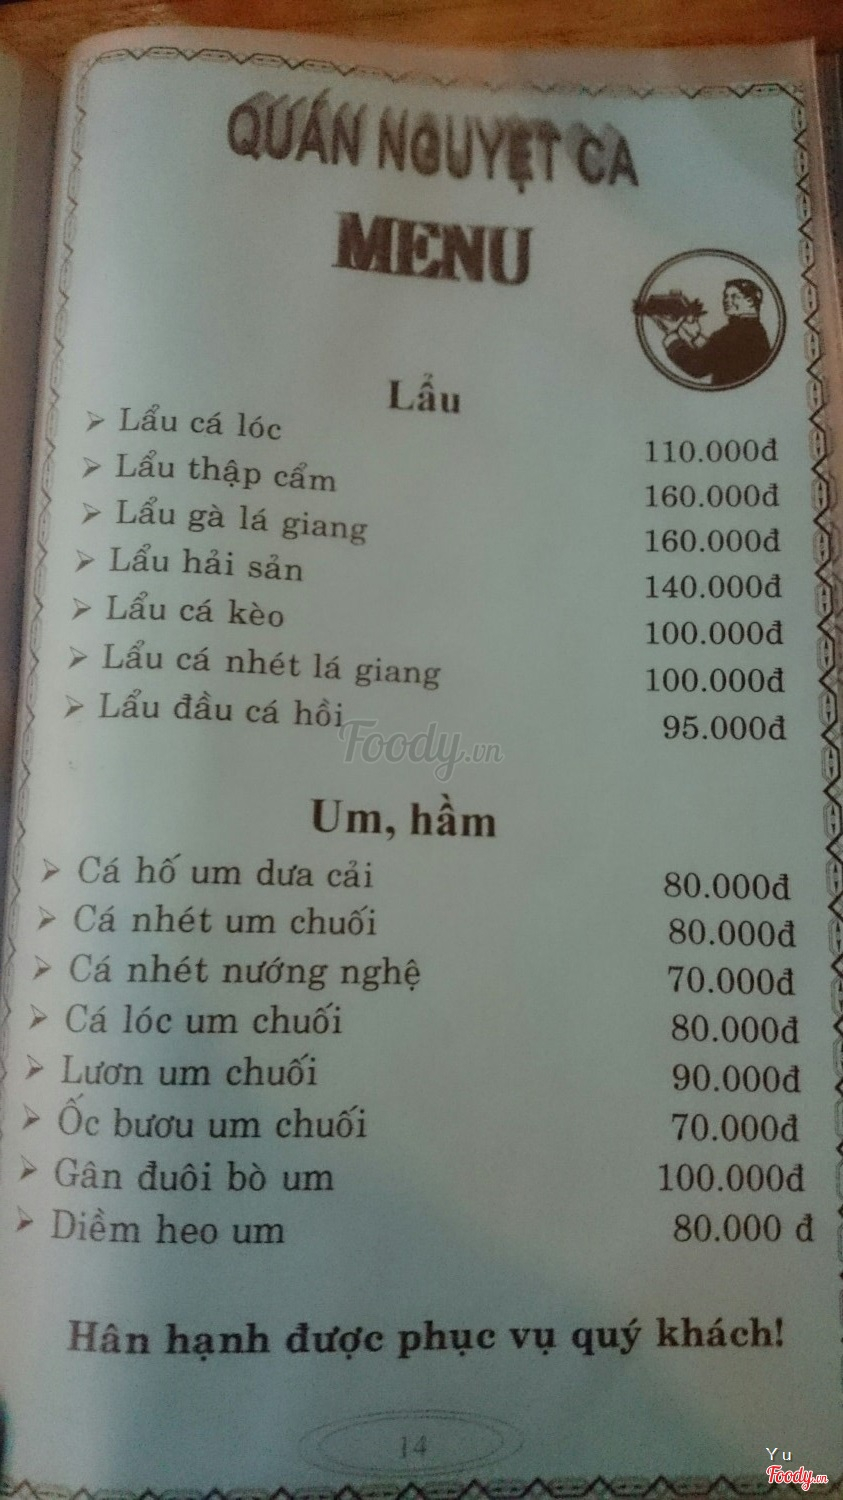 QUÁN NGUYỆT CA
MENU
Lẩu
➢ Lẩu cá lóc 110.000đ
➢ Lẩu thập cẩm 160.000đ
➢ Lẩu gà lá giang 160.000đ
➢ Lẩu hải sản 140.000đ
➢ Lẩu cá kèo 100.000đ
➢ Lẩu cá nhét lá giang 100.000đ
➢ Lẩu đầu cá hồi 95.000đ
Foody.vn
Um, hầm
➢ Cá hố um dưa cải 80.000đ
➢ Cá nhét um chuối 80.000đ
➢ Cá nhét nướng nghệ 70.000đ
➢ Cá lóc um chuối 80.000đ
➢ Lươn um chuối 90.000đ
➢ Ốc bươu um chuối 70.000đ
➢ Gân đuôi bò um 100.000đ
➢ Diềm heo um 80.000 đ
Hân hạnh được phục vụ quý khách!
14
Yu
Foody.vn